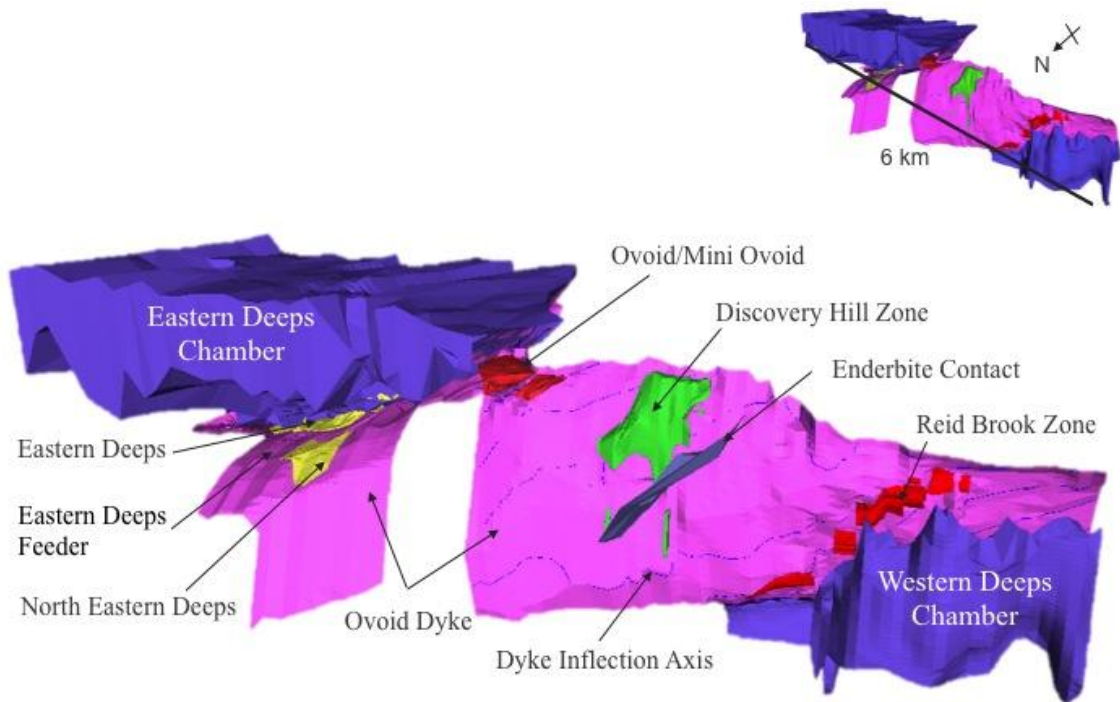 N
6 km
Ovoid/Mini Ovoid
Eastern Deeps
Chamber
Discovery Hill Zone
Enderbite Contact
Reid Brook Zone
Eastern Deeps
Eastern Deeps
Feeder
North Eastern Deeps
Ovoid Dyke
Dyke Inflection Axis
Western Deeps
Chamber